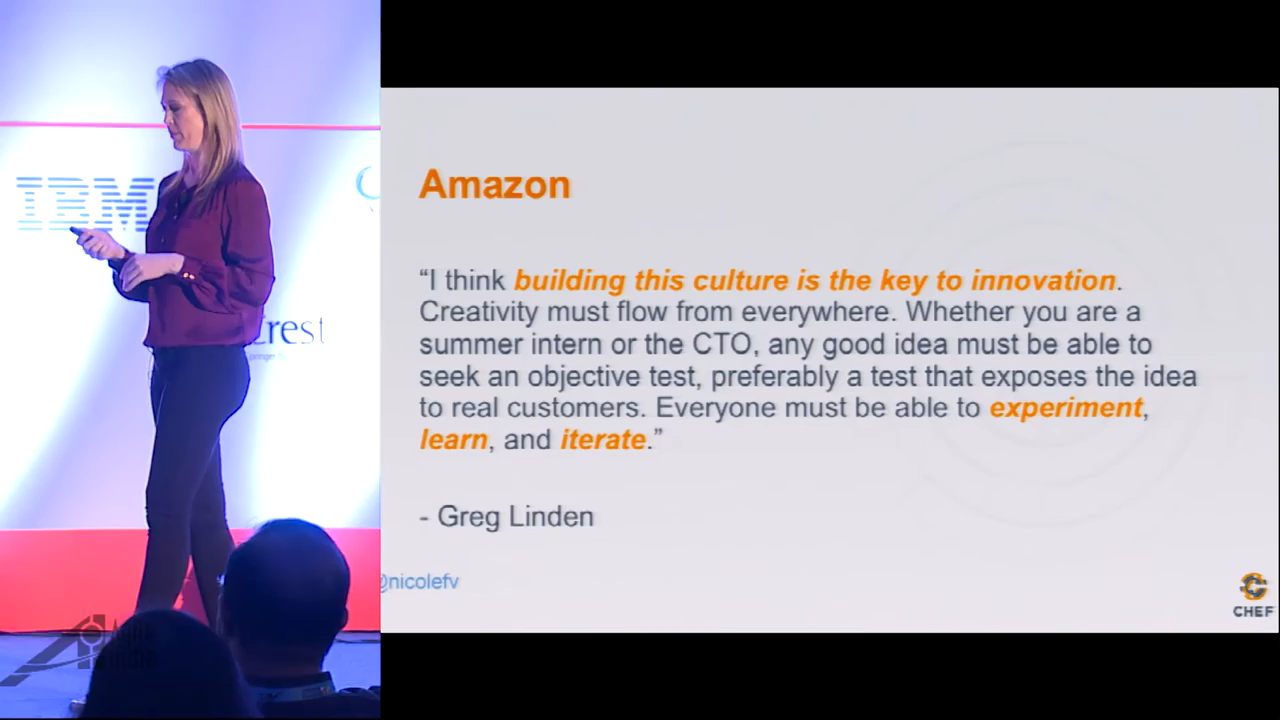 IBM
Crest
Amazon
“I think building this culture is the key to innovation.
Creativity must flow from everywhere. Whether you are a
summer intern or the CTO, any good idea must be able to
seek an objective test, preferably a test that exposes the idea
to real customers. Everyone must be able to experiment,
learn, and iterate.”
- Greg Linden
@nicolefv
CHEF